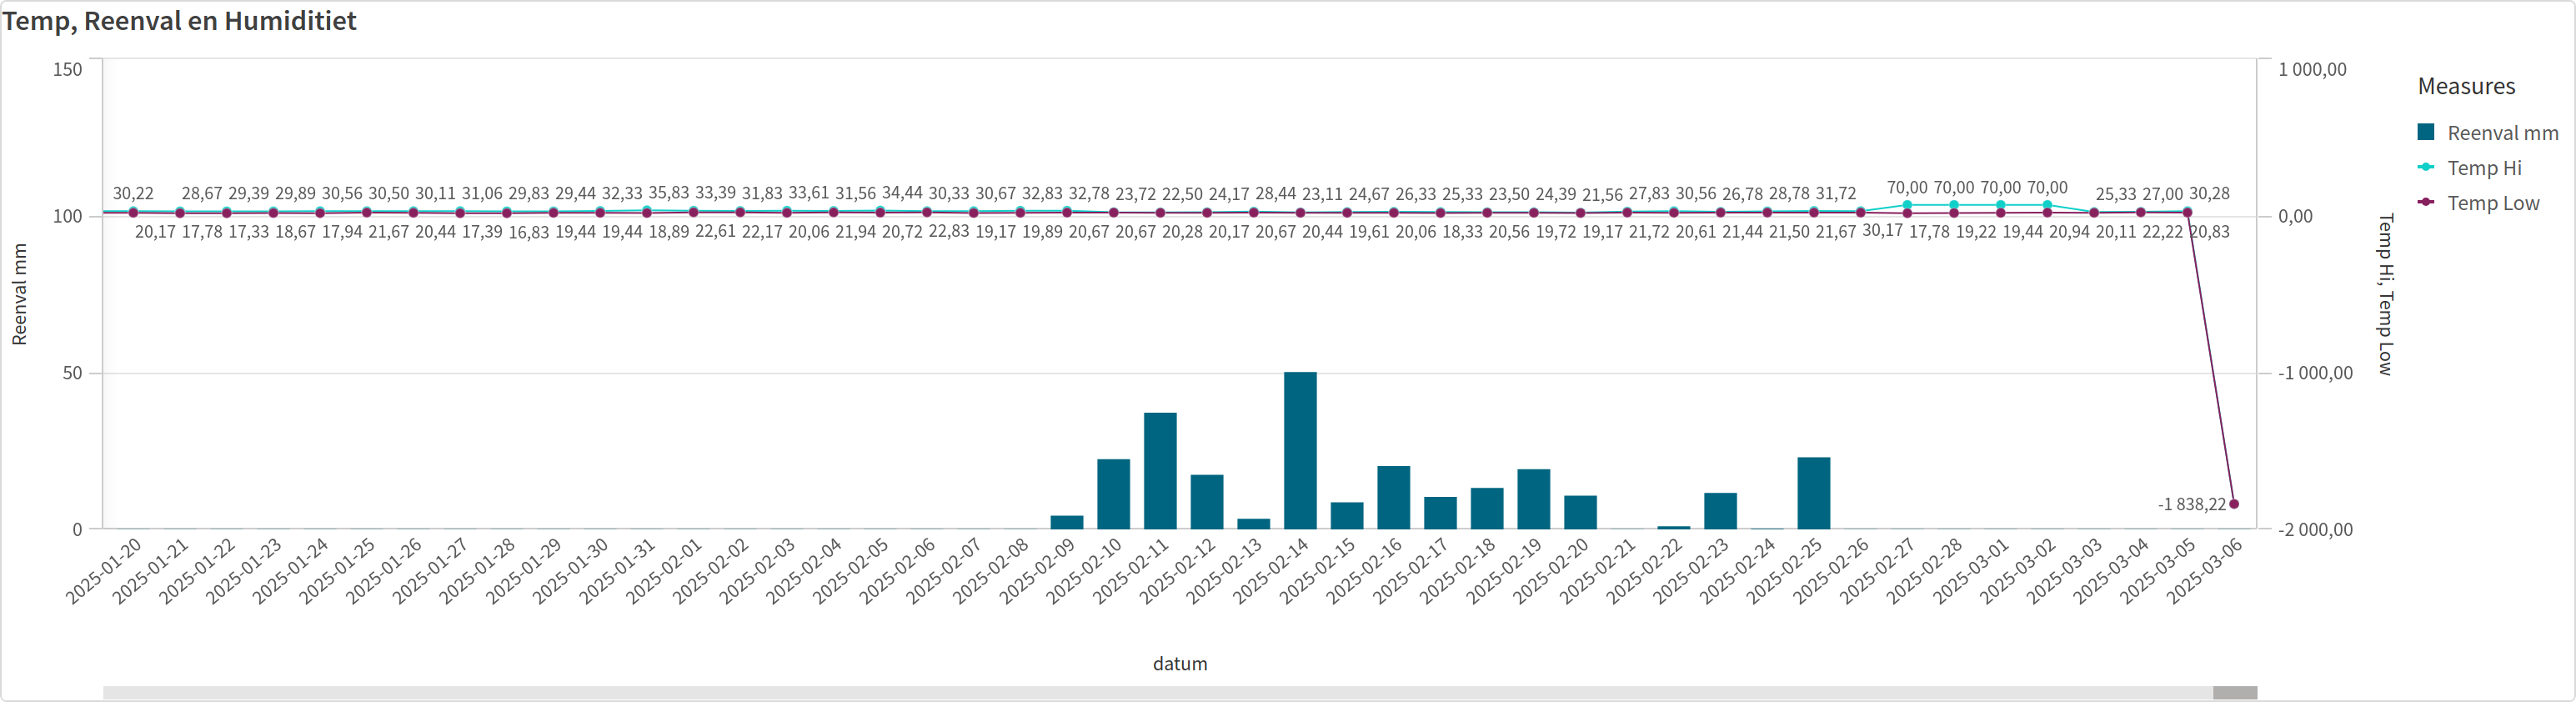 Temp, Reenval en Humiditiet
150
100
50
0
Reenval mm
1 000,00
0,00
-1 000,00
-2 000,00
Temp Hi, Temp Low
Measures
Reenval mm
Temp Hi
Temp Low
30,22 28,67 29,39 29,89 30,56 30,50 30,11 31,06 29,83 29,44 32,33 35,83 33,39 31,83 33,61 31,56 34,44 30,33 30,67 32,83 32,78 23,72 22,50 24,17 28,44 23,11 24,67 26,33 25,33 23,50 24,39 21,56 27,83 30,56 26,78 28,78 31,72 70,00 70,00 70,00 70,00 25,33 27,00 30,28
20,17 17,78 17,33 18,67 17,94 21,67 20,44 17,39 16,83 19,44 19,44 18,89 22,61 22,17 20,06 21,94 20,72 22,83 19,17 19,89 20,67 20,67 20,28 20,17 20,67 20,44 19,61 20,06 18,33 20,56 19,72 19,17 21,72 20,61 21,44 21,50 21,67 30,17 17,78 19,22 19,44 20,94 20,11 22,22 20,83
-1 838,22
2025-01-20 2025-01-21 2025-01-22 2025-01-23 2025-01-24 2025-01-25 2025-01-26 2025-01-27 2025-01-28 2025-01-29 2025-01-30 2025-01-31 2025-02-01 2025-02-02 2025-02-03 2025-02-04 2025-02-05 2025-02-06 2025-02-07 2025-02-08 2025-02-09 2025-02-10 2025-02-11 2025-02-12 2025-02-13 2025-02-14 2025-02-15 2025-02-16 2025-02-17 2025-02-18 2025-02-19 2025-02-20 2025-02-21 2025-02-22 2025-02-23 2025-02-24 2025-02-25 2025-02-26 2025-02-27 2025-02-28 2025-03-01 2025-03-02 2025-03-03 2025-03-04 2025-03-05 2025-03-06
datum